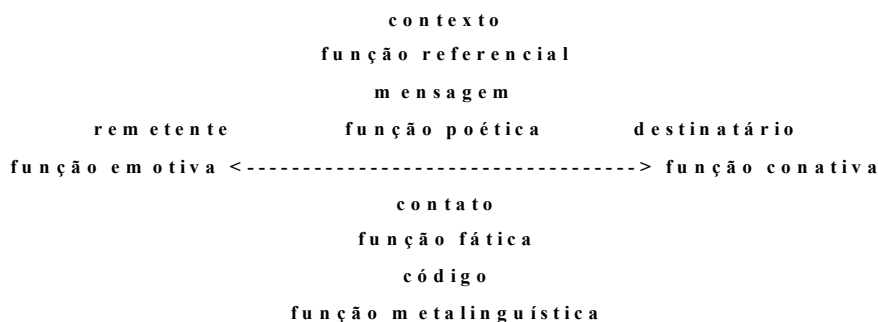 contexto
função referencial
mensagem
remetente função poética destinatário
função emotiva <-----------------------------------> função conativa
contato
função fática
código
função metalinguística